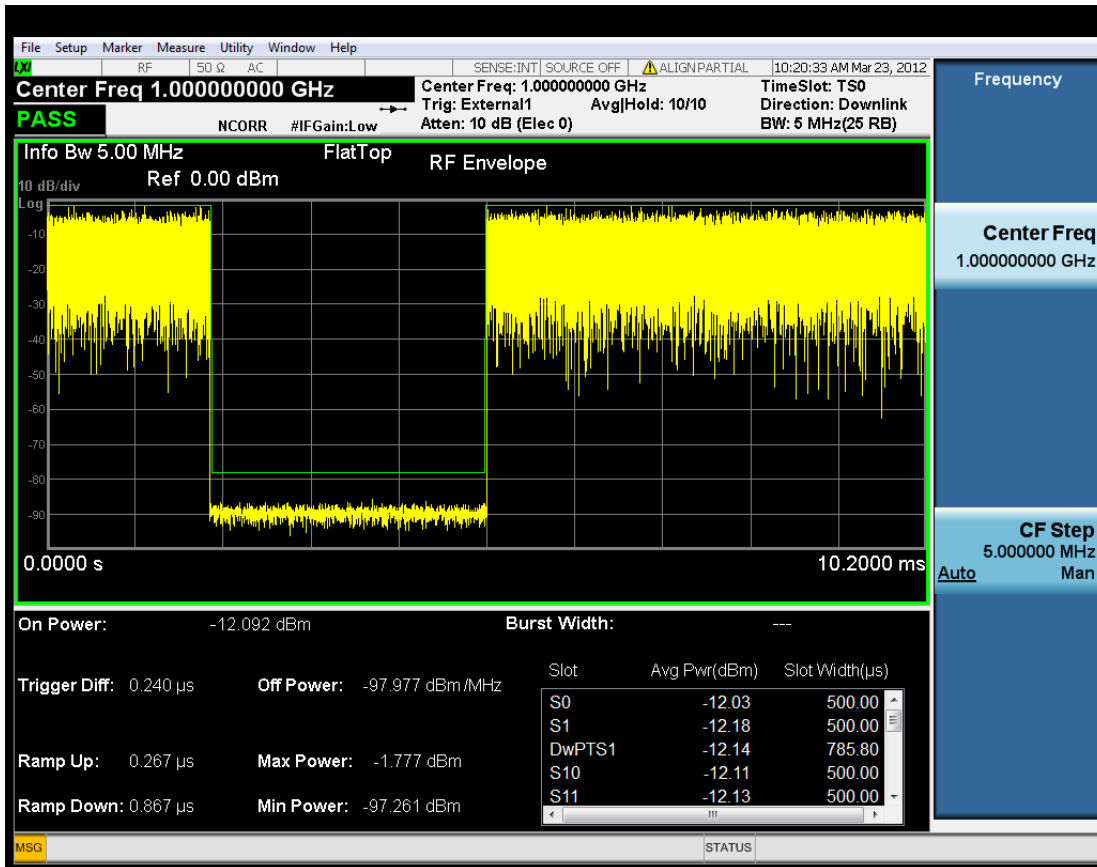 File Setup Marker Measure Utility Window Help
LXI RF 50 Ω AC SENSE:INT SOURCE OFF ALIGN PARTIAL 10:20:33 AM Mar 23, 2012
Center Freq 1.000000000 GHz Center Freq: 1.000000000 GHz TimeSlot: TS0
Trig: External1 Avg|Hold: 10/10 Direction: Downlink
PASS NCORR #IFGain:Low Atten: 10 dB (Elec 0) BW: 5 MHz(25 RB)
Info Bw 5.00 MHz FlatTop RF Envelope
10 dB/div Ref 0.00 dBm
Log
-10
-20
-30
-40
-50
-60
-70
-80
-90
0.0000 s 10.2000 ms
On Power: -12.092 dBm Burst Width: ---
Trigger Diff: 0.240 µs Off Power: -97.977 dBm/MHz
Ramp Up: 0.267 µs Max Power: -1.777 dBm
Ramp Down: 0.867 µs Min Power: -97.261 dBm
Slot Avg Pwr(dBm) Slot Width(µs)
S0 -12.03 500.00
S1 -12.18 500.00
DwPTS1 -12.14 785.80
S10 -12.11 500.00
S11 -12.13 500.00
MSG STATUS
Frequency
Center Freq
1.000000000 GHz
CF Step
5.000000 MHz
Auto Man